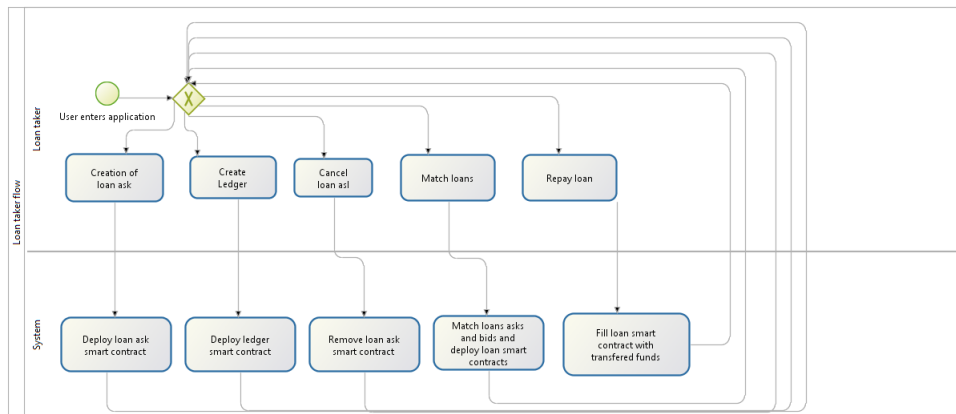 Loan taker flow
Loan taker
User enters application
X
Creation of
loan ask
Create
Ledger
Cancel
loan asl
Match loans
Repay loan
System
Deploy loan ask
smart contract
Deploy ledger
smart contract
Remove loan ask
smart contract
Match loans asks
and bids and
deploy loan smart
contracts
Fill loan smart
contract with
transfered funds